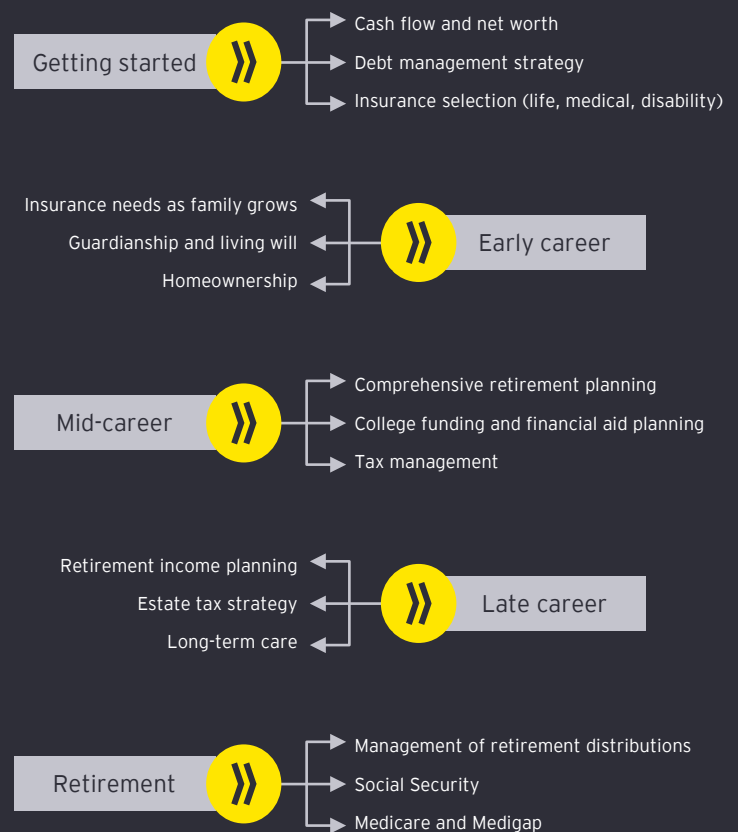 Getting started
Cash flow and net worth
Debt management strategy
Insurance selection (life, medical, disability)
Insurance needs as family grows
Guardianship and living will
Homeownership
Early career
Mid-career
Comprehensive retirement planning
College funding and financial aid planning
Tax management
Retirement income planning
Estate tax strategy
Long-term care
Late career
Retirement
Management of retirement distributions
Social Security
Medicare and Medigap